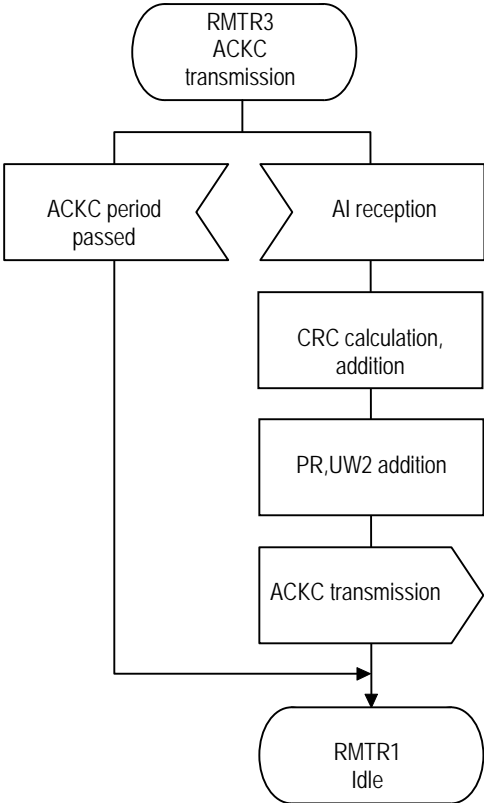 RMTR3
ACKC
transmission
ACKC period
passed
AI reception
CRC calculation,
addition
PR,UW2 addition
ACKC transmission
RMTR1
Idle